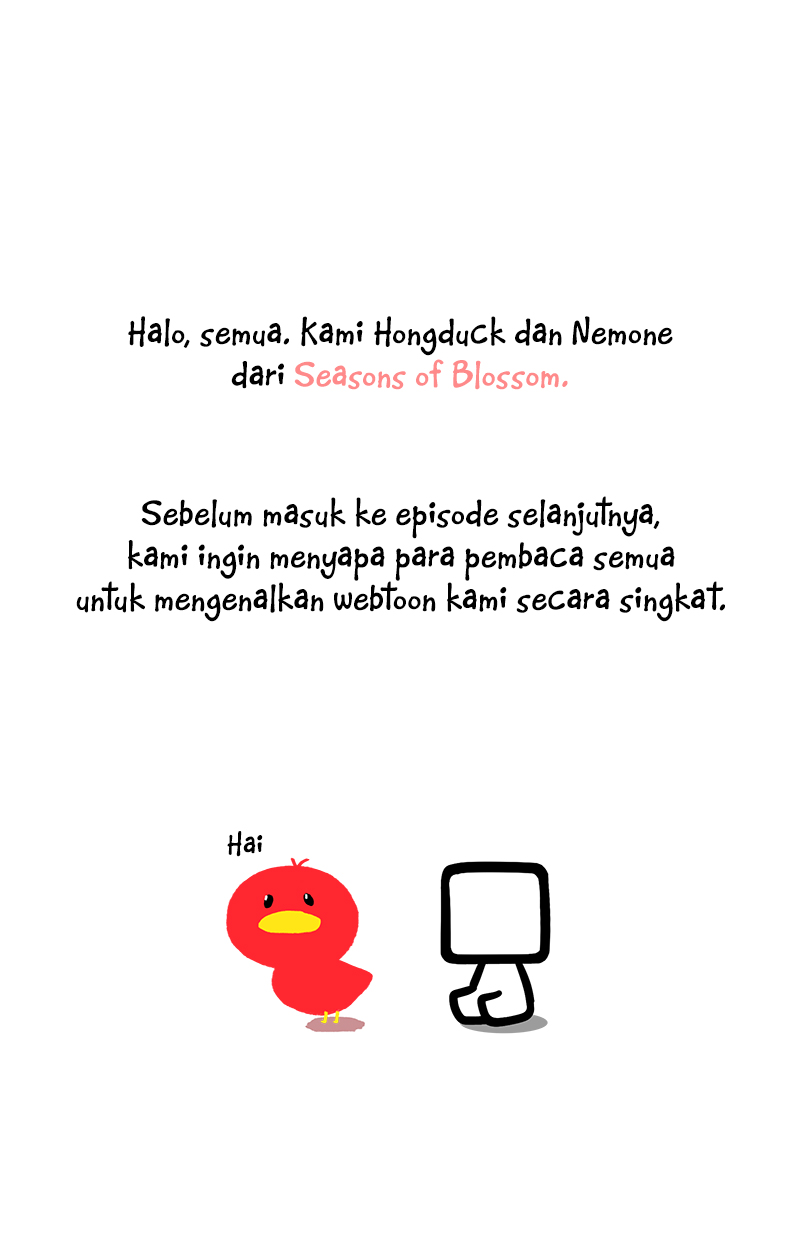 Halo, semua. Kami Hongduck dan Nemone
dari Seasons of Blossom.
Sebelum masuk ke episode selanjutnya,
kami ingin menyapa para pembaca semua
untuk mengenalkan webtoon kami secara singkat.
Hai